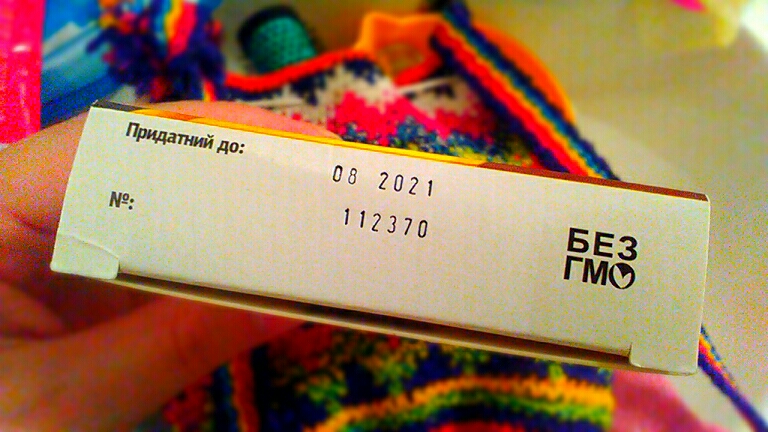 Придатний до:
08 2021
№:
112370
БЕЗ
ГМО